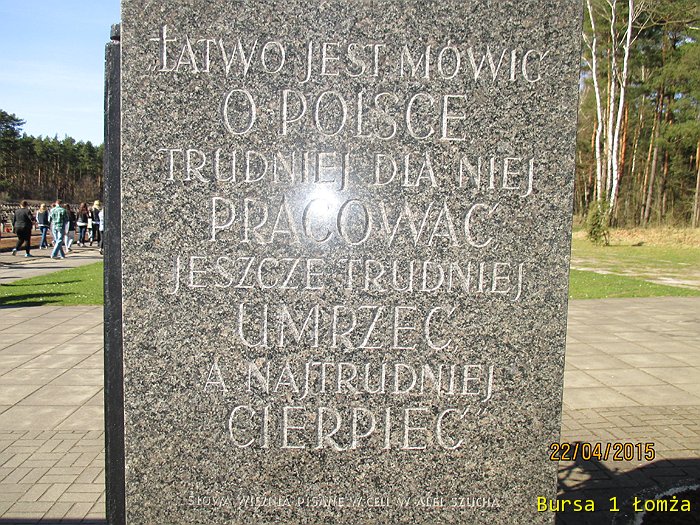 „ŁATWO JEST MÓWIĆ
O POLSCE
TRUDNIEJ DLA NIEJ
PRACOWAĆ
JESZCZE TRUDNIEJ
UMRZEĆ
A NAJTRUDNIEJ
CIERPIEĆ"
SŁOWA WIĘŹNIA PISANE W CELI W ALEI SZUCHA
22/04/2015
Bursa 1 Łomża